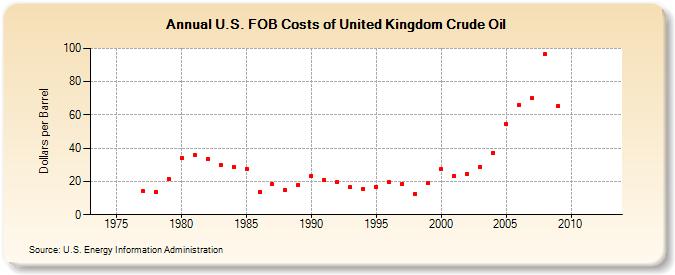 Annual U.S. FOB Costs of United Kingdom Crude Oil
Dollars per Barrel
100
80
60
40
20
0
1975 1980 1985 1990 1995 2000 2005 2010
Source: U.S. Energy Information Administration